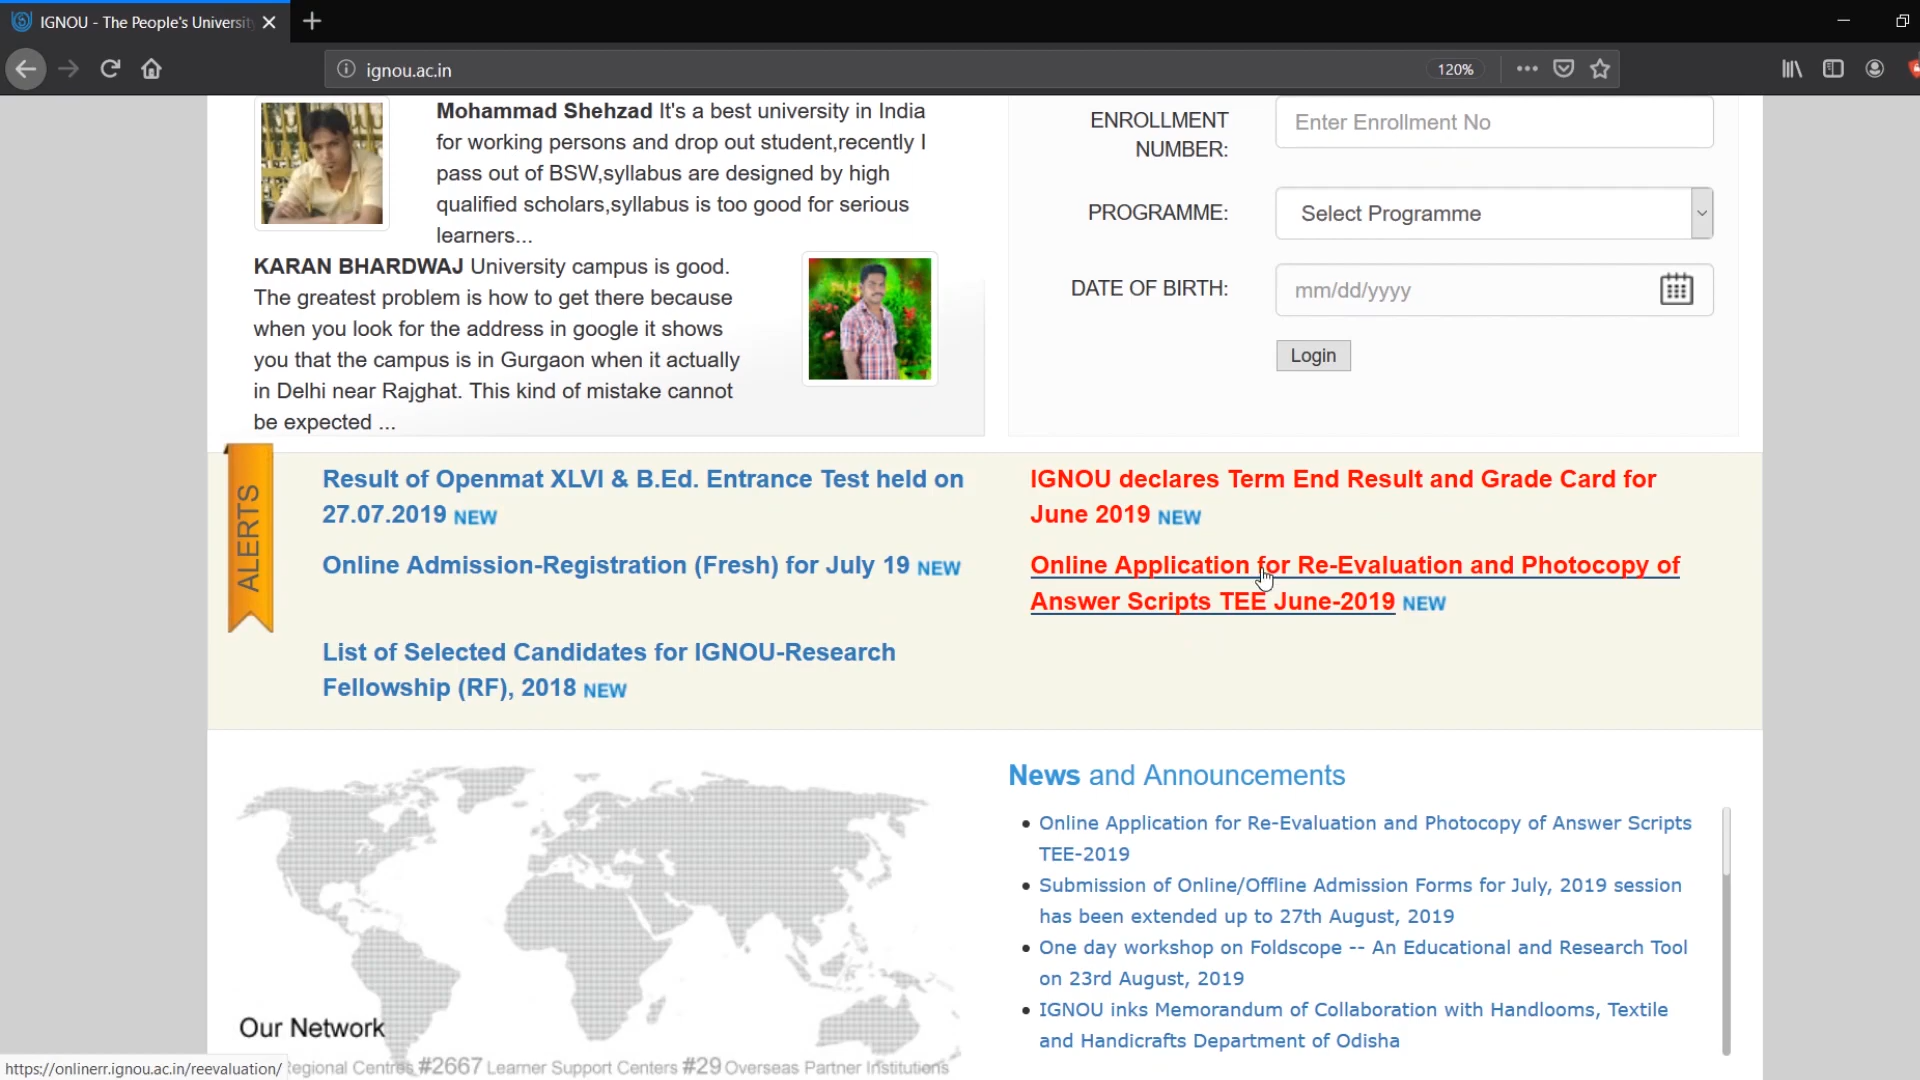 IGNOU - The People's Universit
ignou.ac.in
120%
Mohammad Shehzad It's a best university in India
for working persons and drop out student,recently I
pass out of BSW,syllabus are designed by high
qualified scholars,syllabus is too good for serious
learners...
KARAN BHARDWAJ University campus is good.
The greatest problem is how to get there because
when you look for the address in google it shows
you that the campus is in Gurgaon when it actually
in Delhi near Rajghat. This kind of mistake cannot
be expected ...
ENROLLMENT
NUMBER:
Enter Enrollment No
PROGRAMME:
Select Programme
DATE OF BIRTH:
mm/dd/yyyy
Login
ALERTS
Result of Openmat XLVI & B.Ed. Entrance Test held on
27.07.2019 NEW
Online Admission-Registration (Fresh) for July 19 NEW
List of Selected Candidates for IGNOU-Research
Fellowship (RF), 2018 NEW
IGNOU declares Term End Result and Grade Card for
June 2019 NEW
Online Application for Re-Evaluation and Photocopy of
Answer Scripts TEE June-2019 NEW
Our Network
Regional Centres #2667 Learner Support Centers #29 Overseas Partner Institutions
News and Announcements
Online Application for Re-Evaluation and Photocopy of Answer Scripts
TEE-2019
Submission of Online/Offline Admission Forms for July, 2019 session
has been extended up to 27th August, 2019
One day workshop on Foldscope -- An Educational and Research Tool
on 23rd August, 2019
IGNOU inks Memorandum of Collaboration with Handlooms, Textile
and Handicrafts Department of Odisha
https://onlinerr.ignou.ac.in/reevaluation/